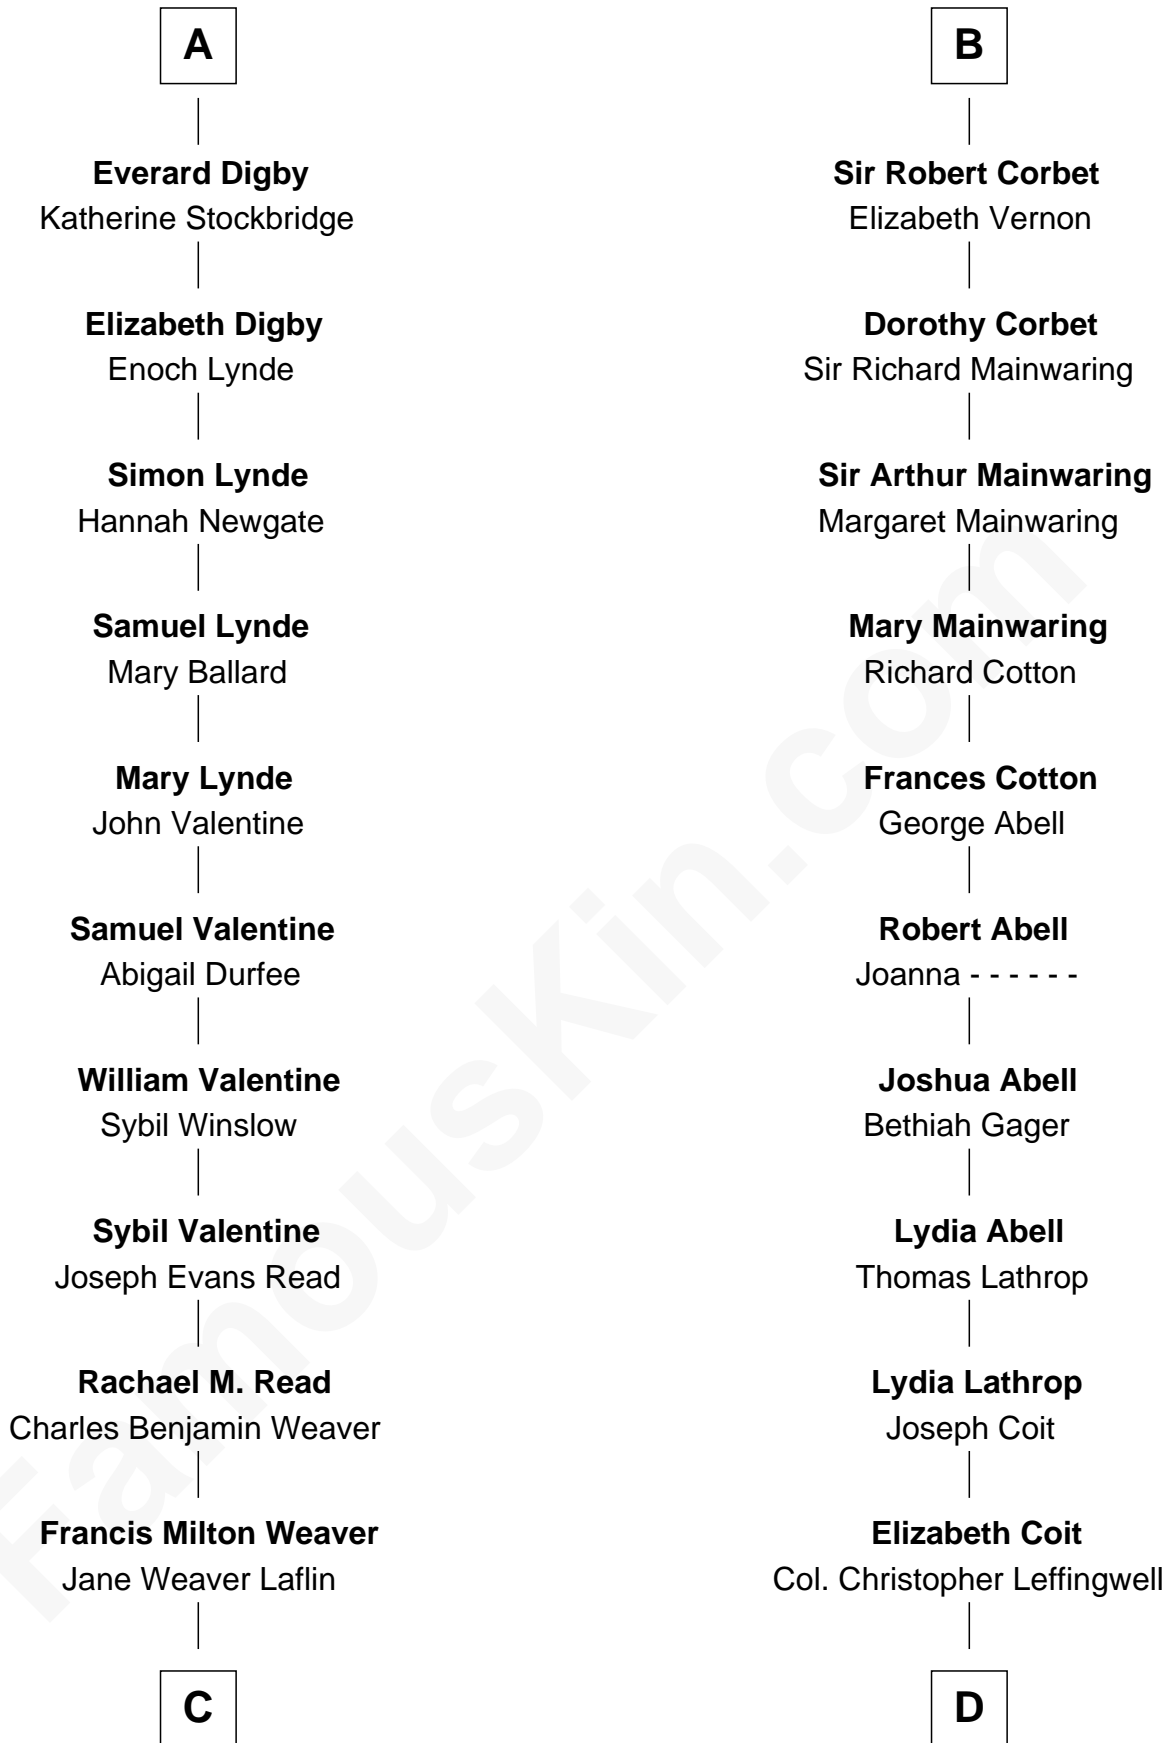 A
Everard Digby
Katherine Stockbridge
Elizabeth Digby
Enoch Lynde
Simon Lynde
Hannah Newgate
Samuel Lynde
Mary Ballard
Mary Lynde
John Valentine
Samuel Valentine
Abigail Durfee
William Valentine
Sybil Winslow
Sybil Valentine
Joseph Evans Read
Rachael M. Read
Charles Benjamin Weaver
Francis Milton Weaver
Jane Weaver Laflin
C
B
Sir Robert Corbet
Elizabeth Vernon
Dorothy Corbet
Sir Richard Mainwaring
Sir Arthur Mainwaring
Margaret Mainwaring
Mary Mainwaring
Richard Cotton
Frances Cotton
George Abell
Robert Abell
Joanna - - - - - -
Joshua Abell
Bethiah Gager
Lydia Abell
Thomas Lathrop
Lydia Lathrop
Joseph Coit
Elizabeth Coit
Col. Christopher Leffingwell
D
FamousKin.com